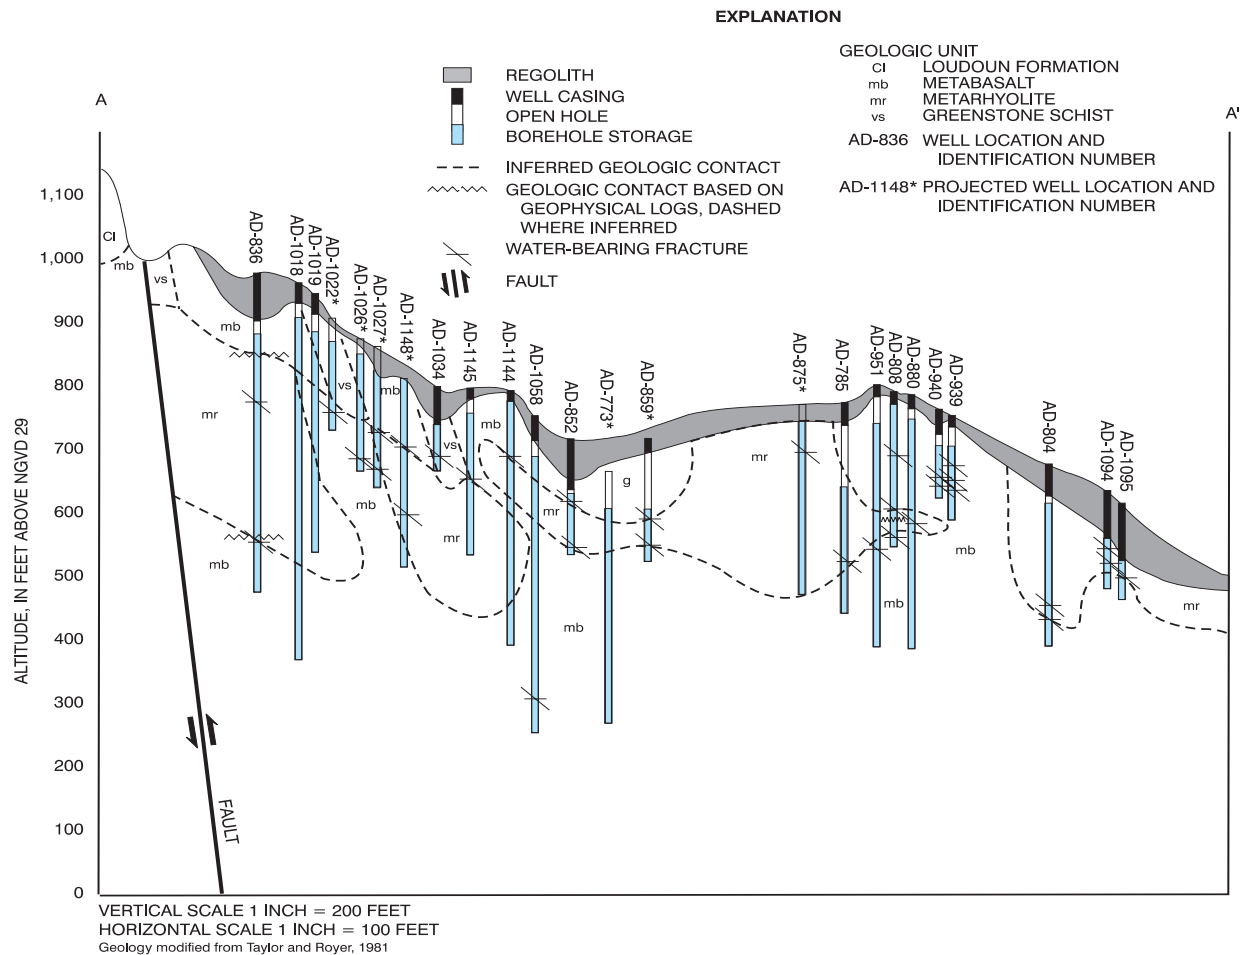 EXPLANATION
REGOLITH
WELL CASING
OPEN HOLE
BOREHOLE STORAGE
INFERRED GEOLOGIC CONTACT
GEOLOGIC CONTACT BASED ON
GEOPHYSICAL LOGS, DASHED
WHERE INFERRED
WATER-BEARING FRACTURE
FAULT
GEOLOGIC UNIT
Cl LOUDOUN FORMATION
mb METABASALT
mr METARHYOLITE
vs GREENSTONE SCHIST
AD-836 WELL LOCATION AND
IDENTIFICATION NUMBER
AD-1148* PROJECTED WELL LOCATION AND
IDENTIFICATION NUMBER
A
A'
ALTITUDE, IN FEET ABOVE NGVD 29
1,100
1,000
900
800
700
600
500
400
300
200
100
0
AD-836
AD-1018
AD-1019
AD-1022*
AD-1026*
AD-1027*
AD-1148*
AD-1034
AD-1145
AD-1144
AD-1058
AD-852
AD-773*
AD-859*
AD-875*
AD-785
AD-951
AD-808
AD-880
AD-940
AD-939
AD-804
AD-1094
AD-1095
Cl
mb
vs
mb
mr
mb
vs
mb
mb
vs
mr
mb
mr
g
mb
mr
mb
mb
mr
FAULT
VERTICAL SCALE 1 INCH = 200 FEET
HORIZONTAL SCALE 1 INCH = 100 FEET
Geology modified from Taylor and Royer, 1981